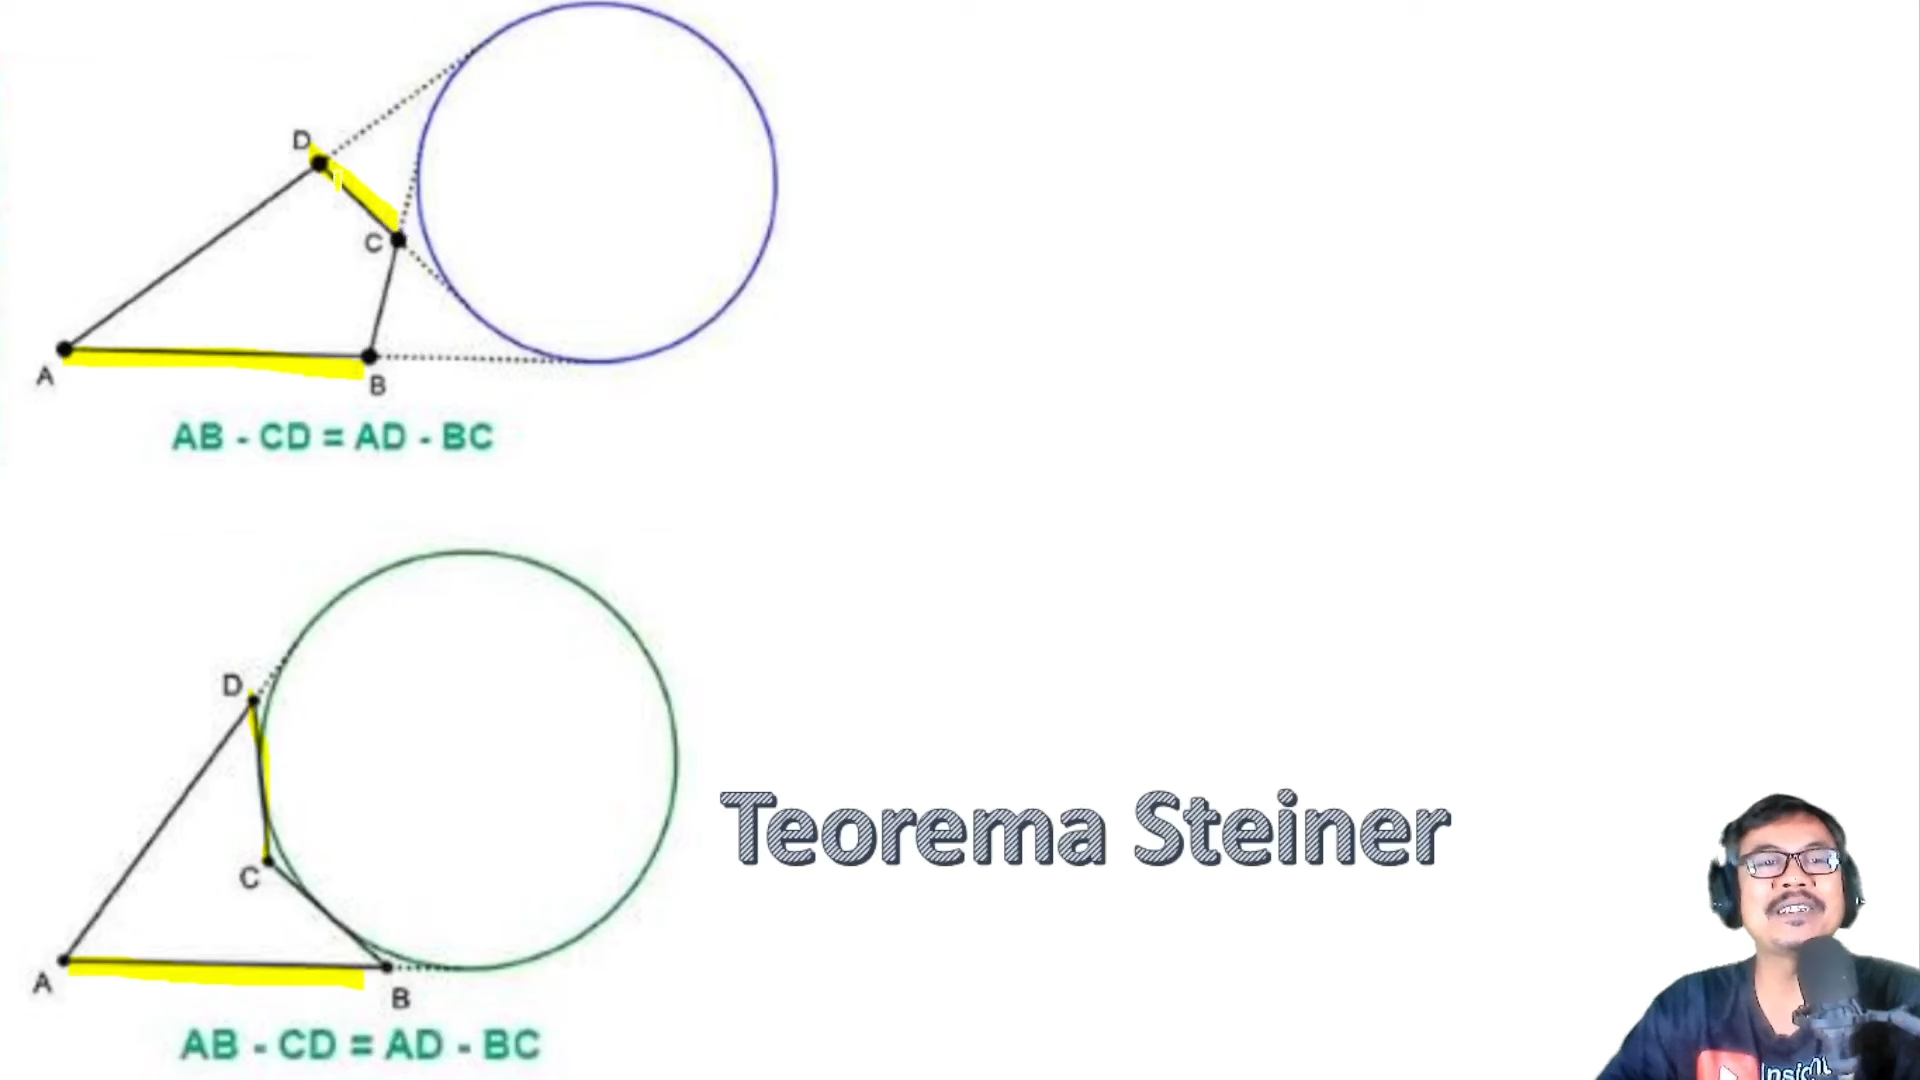 D
C
A
B
AB - CD = AD - BC
D
C
A
B
AB - CD = AD - BC
Teorema Steiner